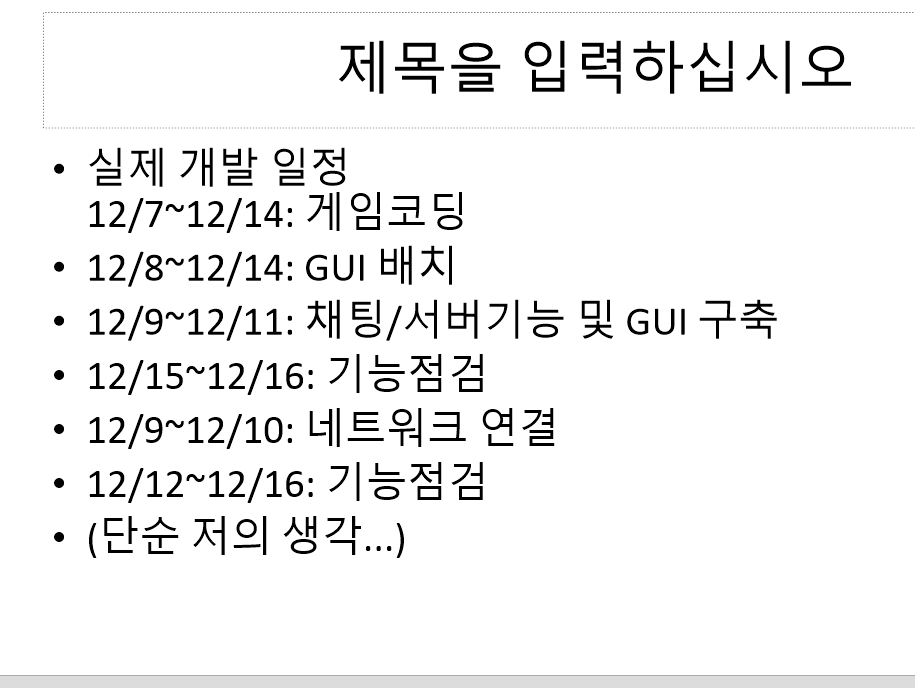 제목을 입력하십시오
• 실제 개발 일정
12/7~12/14: 게임코딩
• 12/8~12/14: GUI 배치
• 12/9~12/11: 채팅/서버기능 및 GUI 구축
• 12/15~12/16: 기능점검
• 12/9~12/10: 네트워크 연결
• 12/12~12/16: 기능점검
• (단순 저의 생각...)